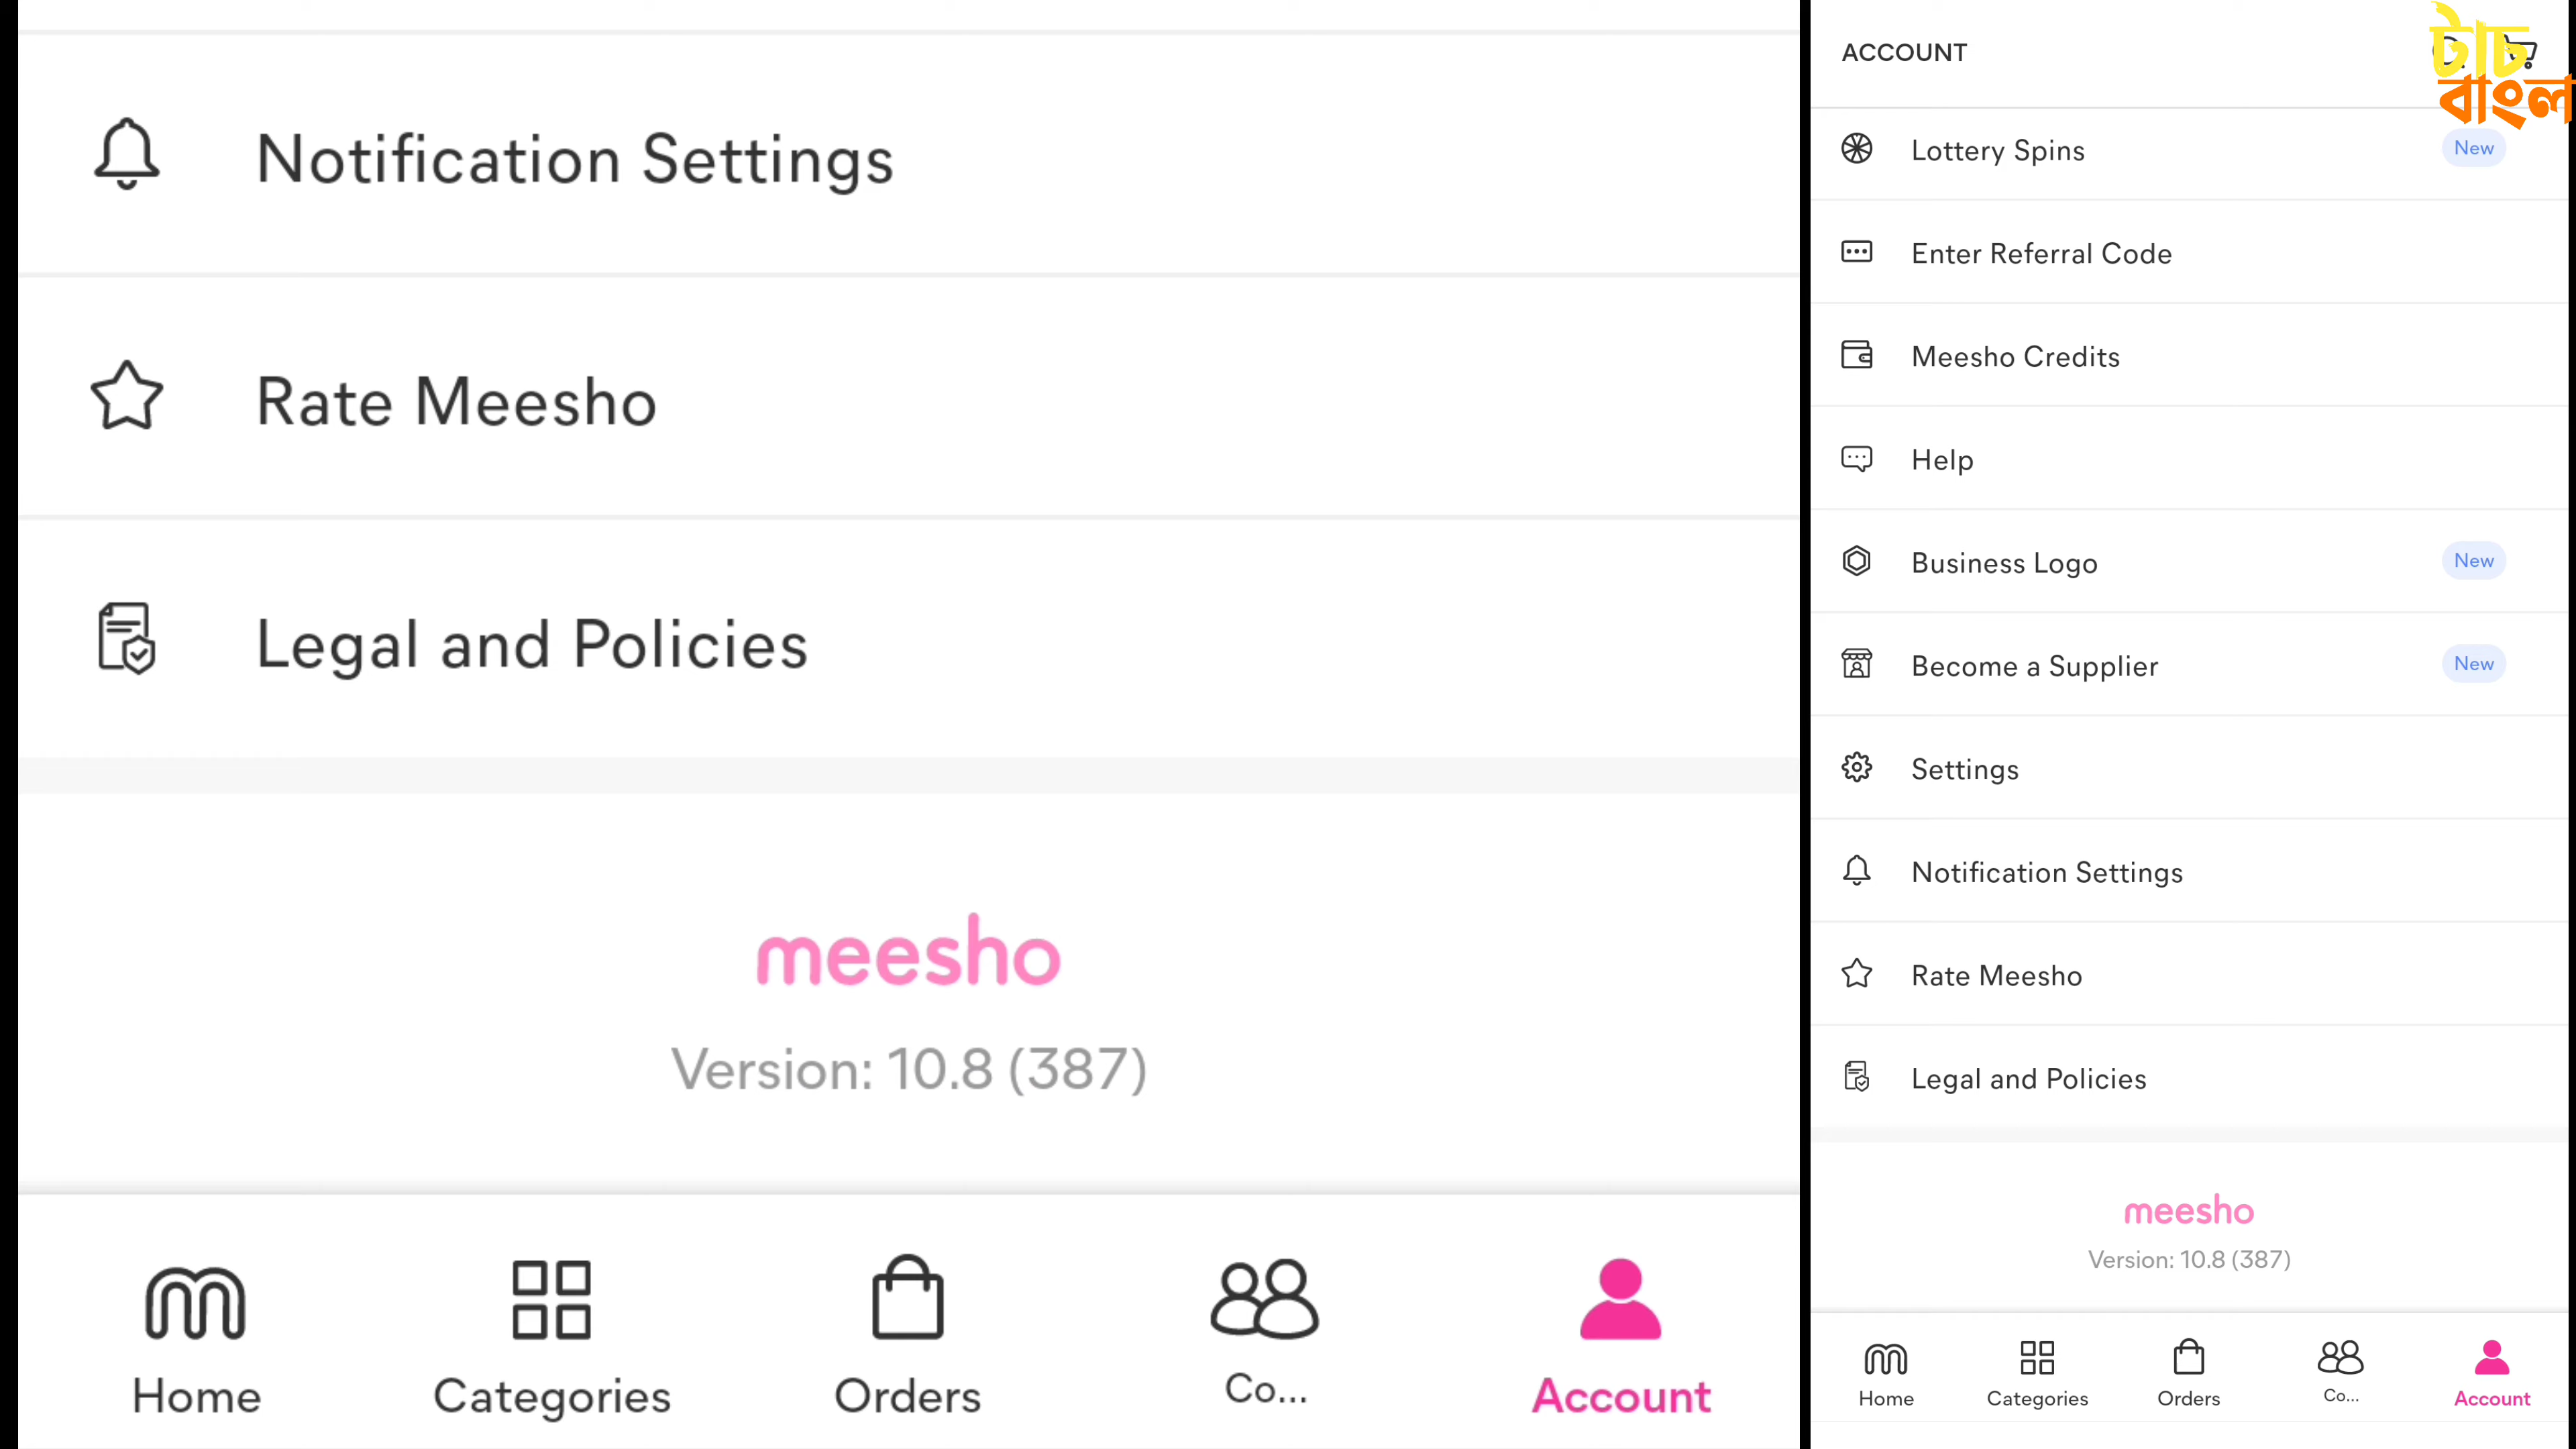 Notification Settings
Rate Meesho
Legal and Policies
meesho
Version: 10.8 (387)
Home
Categories
Orders
Co...
Account
ACCOUNT
টাচ
বাংলা
Lottery Spins
New
Enter Referral Code
Meesho Credits
Help
Business Logo
New
Become a Supplier
New
Settings
Notification Settings
Rate Meesho
Legal and Policies
meesho
Version: 10.8 (387)
Home
Categories
Orders
Co...
Account